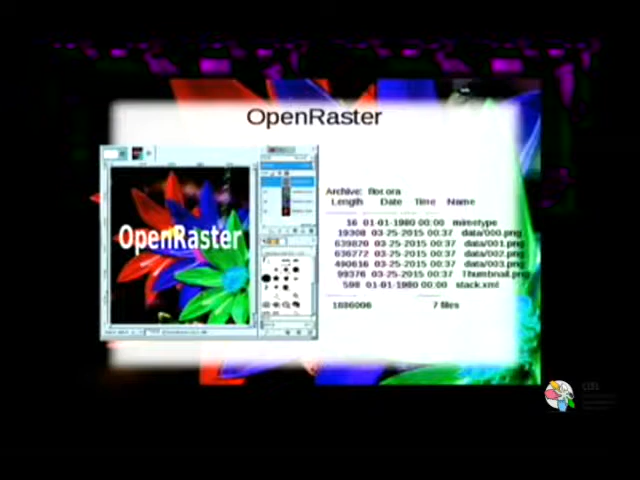 OpenRaster
OpenRaster
Archive: flor.ora
Length Date Time Name
16 01-01-1980 00:00 mimetype
19308 03-25-2015 00:37 data/000.png
639820 03-25-2015 00:37 data/001.png
636772 03-25-2015 00:37 data/002.png
490616 03-25-2015 00:37 data/003.png
99376 03-25-2015 00:37 Thumbnail.png
598 01-01-1980 00:00 stack.xml
1886006 7 files